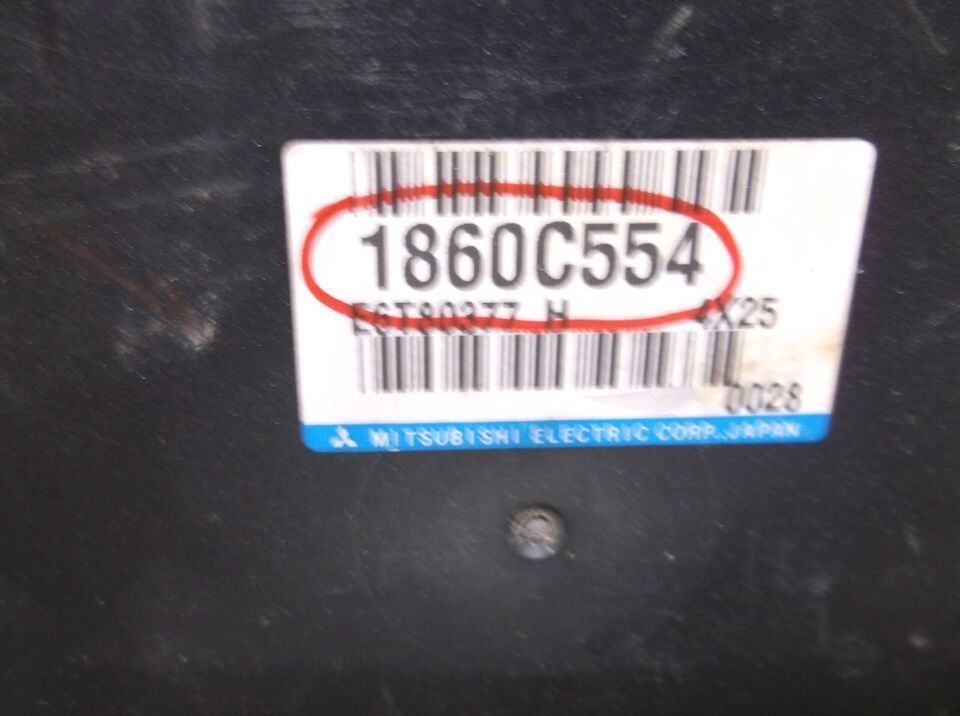 1860C554
E6T80377 H 4X25
0028
MITSUBISHI ELECTRIC CORP. JAPAN